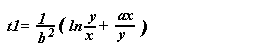 t1= 1/b² ( ln y/x + ax/y )